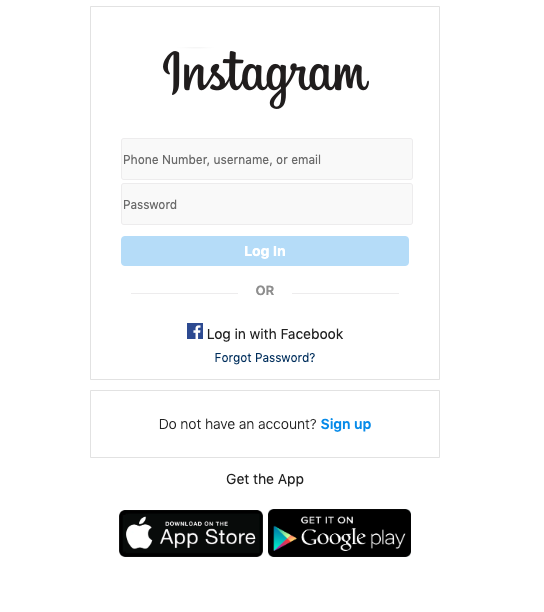 Instagram
Phone Number, username, or email
Password
Log In
OR
Log in with Facebook
Forgot Password?
Do not have an account? Sign up
Get the App
DOWNLOAD ON THE
App Store
GET IT ON
Google play